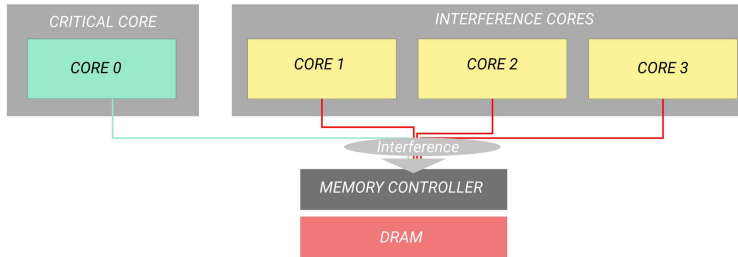 CRITICAL CORE
INTERFERENCE CORES
CORE 0
CORE 1
CORE 2
CORE 3
Interference
MEMORY CONTROLLER
DRAM